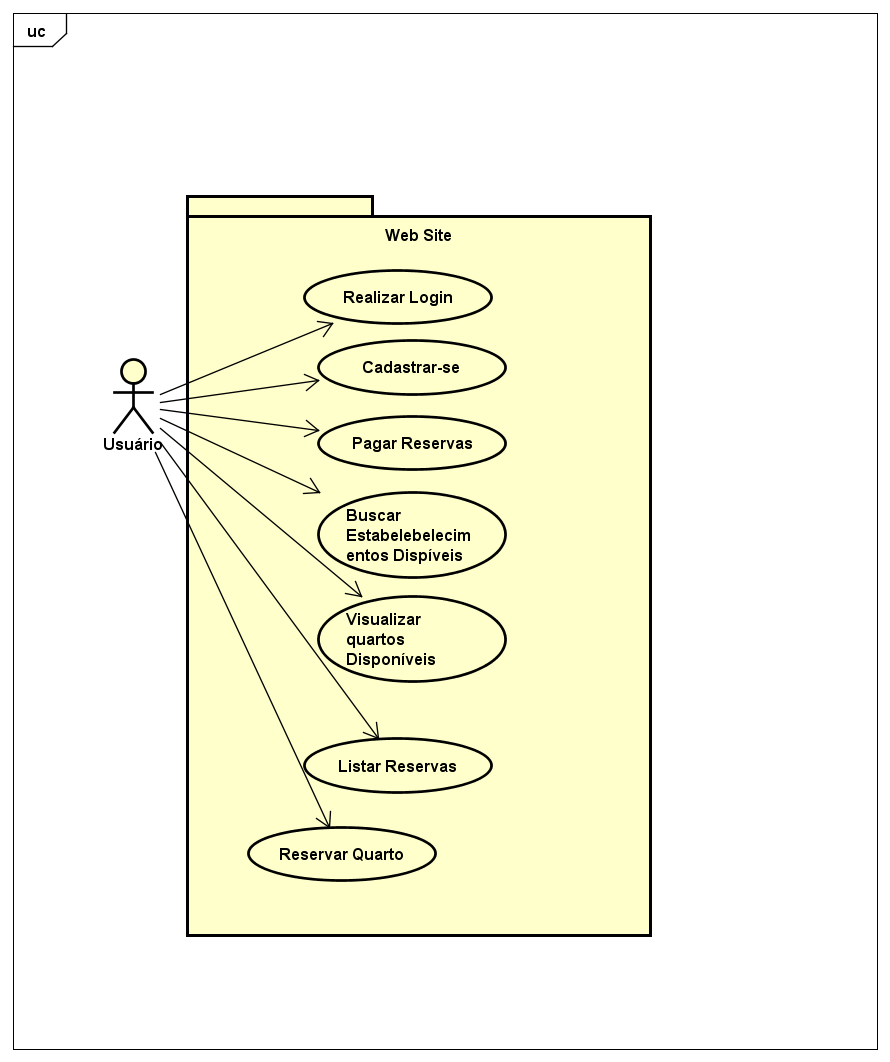 uc
Web Site
Realizar Login
Cadastrar-se
Usuário
Pagar Reservas
Buscar
Estabelebelecim
entos Dispíveis
Visualizar
quartos
Disponíveis
Listar Reservas
Reservar Quarto